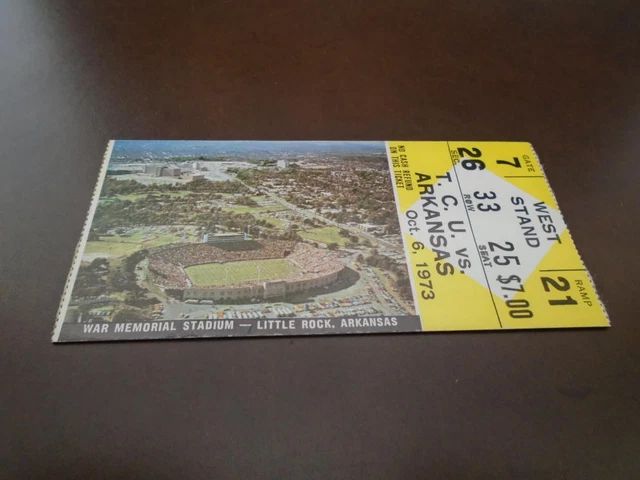 WAR MEMORIAL STADIUM — LITTLE ROCK, ARKANSAS
NO CASH REFUND
ON THIS TICKET
T. C. U. vs.
ARKANSAS
Oct. 6, 1973
SEC.
26
ROW
33
SEAT
25
GATE
7
WEST
STAND
$7.00
RAMP
21